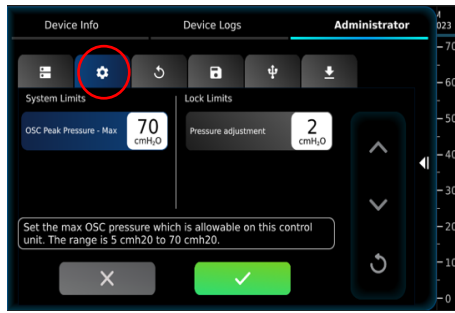 Device Info
Device Logs
Administrator
System Limits
Lock Limits
OSC Peak Pressure - Max
70
cmH₂O
Pressure adjustment
2
cmH₂O
Set the max OSC pressure which is allowable on this control
unit. The range is 5 cmh20 to 70 cmh20.
023
70
60
50
40
30
20
10
0